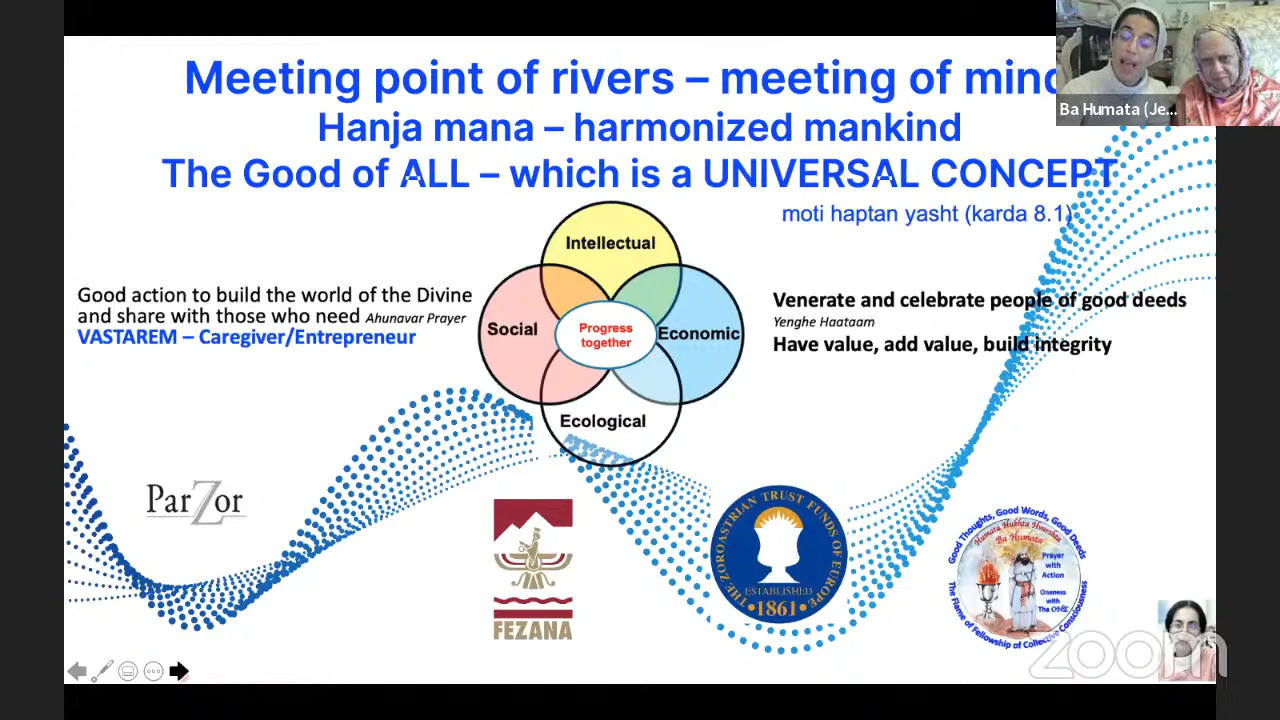 Meeting point of rivers – meeting of mind
Hanja mana – harmonized mankind
The Good of ALL – which is a UNIVERSAL CONCEPT
moti haptan yasht (karda 8.1)
Ba Humata (Je...
Intellectual
Social
Progress
together
Economic
Ecological
Good action to build the world of the Divine
and share with those who need Ahunavar Prayer
VASTAREM – Caregiver/Entrepreneur
Venerate and celebrate people of good deeds
Yenghe Haataam
Have value, add value, build integrity
ParZor
FEZANA
THE ZOROASTRIAN TRUST FUNDS OF EUROPE
ESTABLISHED
•1861•
Good Thoughts, Good Words, Good Deeds
Humata Hukhta Hvarshta
Ba Humata
Prayer
with
Action
Oneness
with
The ONE
The Flame of Fellowship of Collective Consciousness
zoom